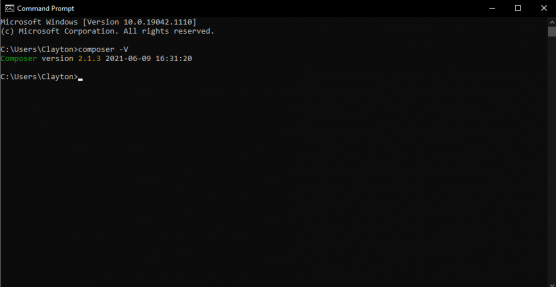 Command Prompt
Microsoft Windows [Version 10.0.19042.1110]
(c) Microsoft Corporation. All rights reserved.
C:\Users\Clayton>composer -V
Composer version 2.1.3 2021-06-09 16:31:20
C:\Users\Clayton>